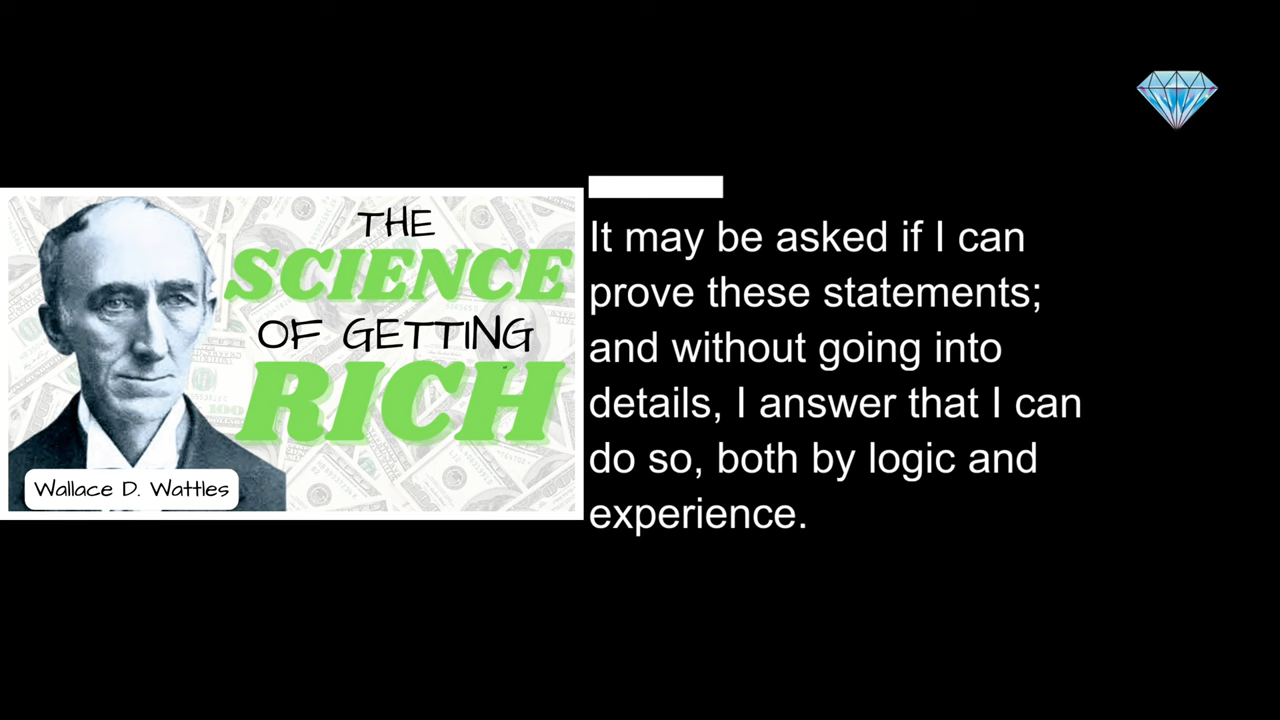 THE
SCIENCE
OF GETTING
RICH
Wallace D. Wattles
It may be asked if I can
prove these statements;
and without going into
details, I answer that I can
do so, both by logic and
experience.